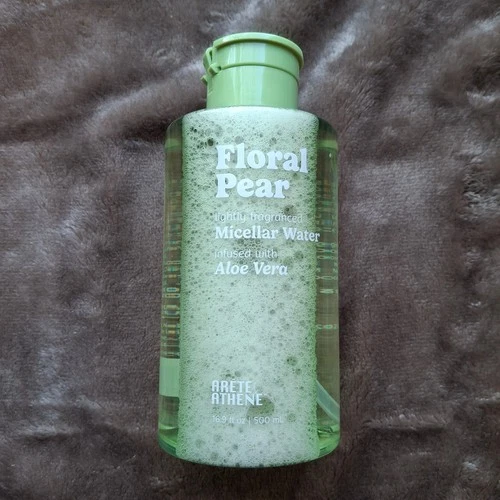 Floral
Pear
lightly fragranced
Micellar Water
infused with
Aloe Vera
ARETE
ATHENE
16.9 fl oz | 500 mL